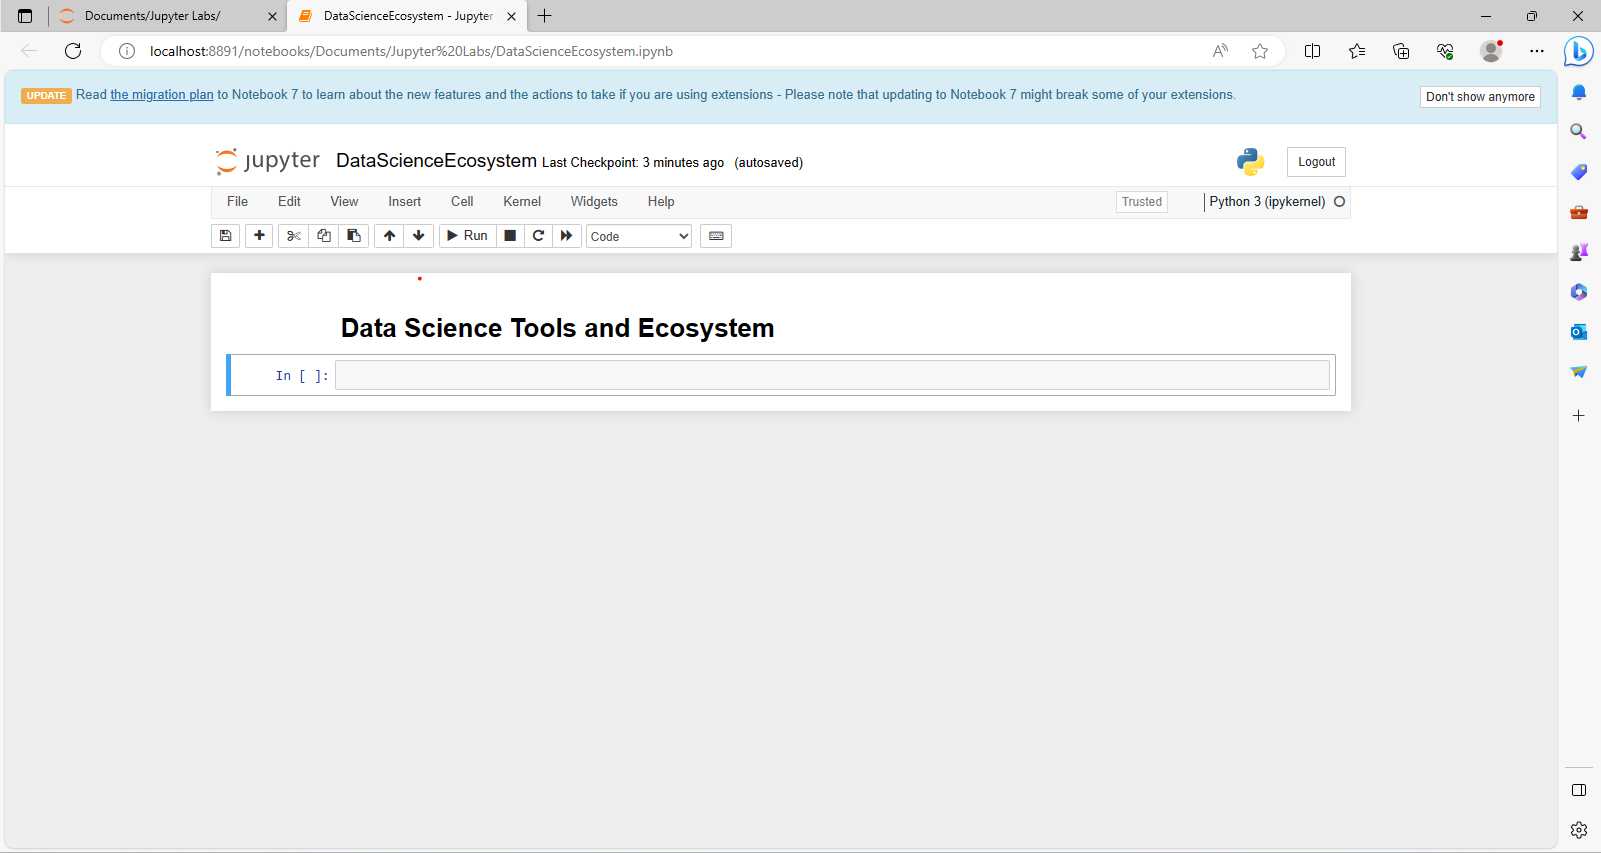 Documents/Jupyter Labs/
DataScienceEcosystem - Jupyter
localhost:8891/notebooks/Documents/Jupyter%20Labs/DataScienceEcosystem.ipynb
UPDATE Read the migration plan to Notebook 7 to learn about the new features and the actions to take if you are using extensions - Please note that updating to Notebook 7 might break some of your extensions.
Don't show anymore
jupyter DataScienceEcosystem Last Checkpoint: 3 minutes ago (autosaved)
Logout
File Edit View Insert Cell Kernel Widgets Help
Trusted
Python 3 (ipykernel)
Run
Code
Data Science Tools and Ecosystem
In [ ]: